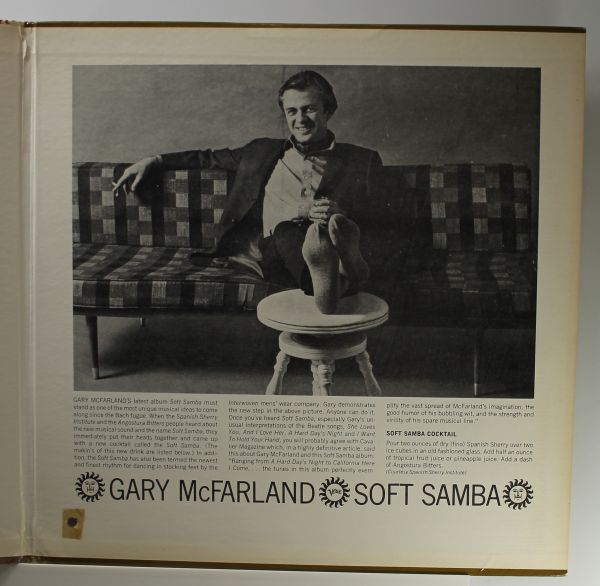 GARY McFARLAND'S latest album Soft Samba must
stand as one of the most unique musical ideas to come
along since the Bach fugue. When the Spanish Sherry
Institute and the Angostura Bitters people heard about
the new musical sound and the name Soft Samba, they
immediately put their heads together and came up
with a new cocktail called the Soft Samba. (The
makin's of this new drink are listed below.) In addi-
tion, the Soft Samba has also been termed the newest
and finest rhythm for dancing in stocking feet by the
Interwoven mens' wear company. Gary demonstrates
the new step in the above picture. Anyone can do it.
Once you've heard Soft Samba, especially Gary's un-
usual interpretations of the Beatle songs, She Loves
You, And I Love Her, A Hard Day's Night and I Want
To Hold Your Hand, you will probably agree with Cava-
lier Magazine which, in a highly definitive article, said
this about Gary McFarland and this Soft Samba album:
"Ranging from A Hard Day's Night to California Here
I Come, . . . the tunes in this album perfectly exem-
plify the vast spread of McFarland's imagination, the
good humor of his bubbling wit, and the strength and
virility of his spare musical line."
SOFT SAMBA COCKTAIL
Pour two ounces of dry (fino) Spanish Sherry over two
ice cubes in an old fashioned glass. Add half an ounce
of tropical fruit juice or pineapple juice. Add a dash
of Angostura Bitters.
(Courtesy Spanish Sherry Institute)
GARY McFARLAND SOFT SAMBA